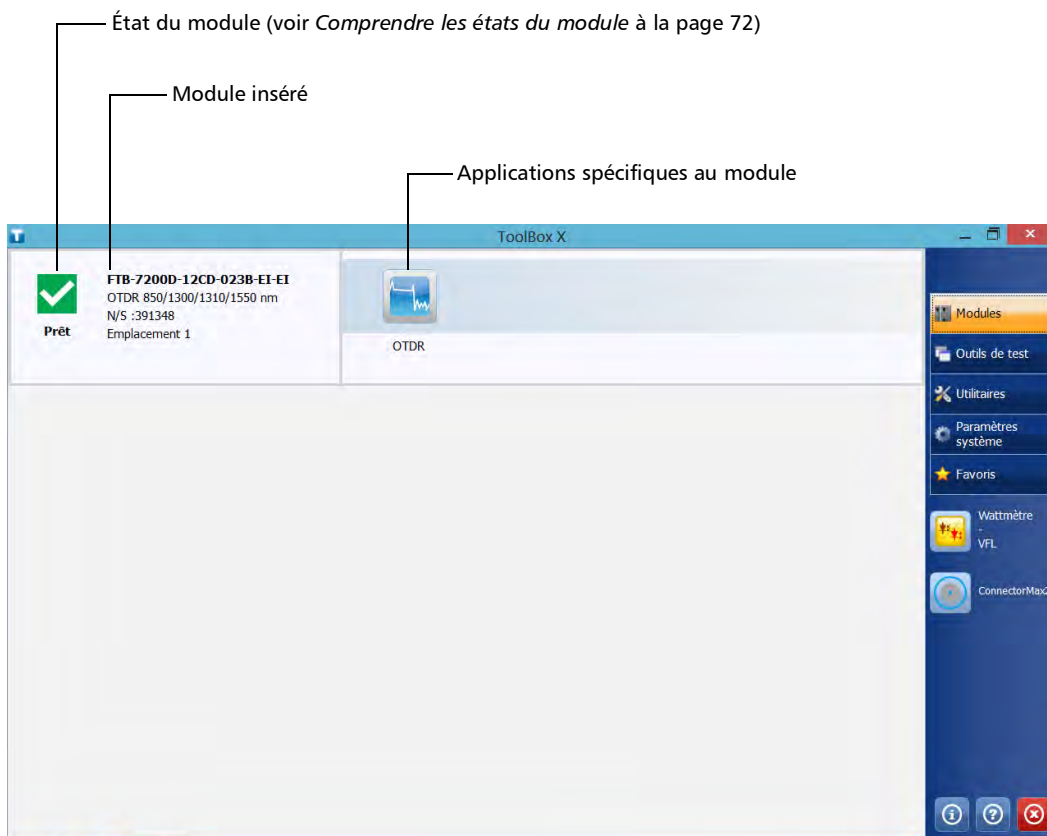 État du module (voir Comprendre les états du module à la page 72)
Module inséré
Applications spécifiques au module
ToolBox X
Prêt
FTB-7200D-12CD-023B-EI-EI
OTDR 850/1300/1310/1550 nm
N/S :391348
Emplacement 1
OTDR
Modules
Outils de test
Utilitaires
Paramètres
système
Favoris
Wattmètre
-
VFL
ConnectorMax2